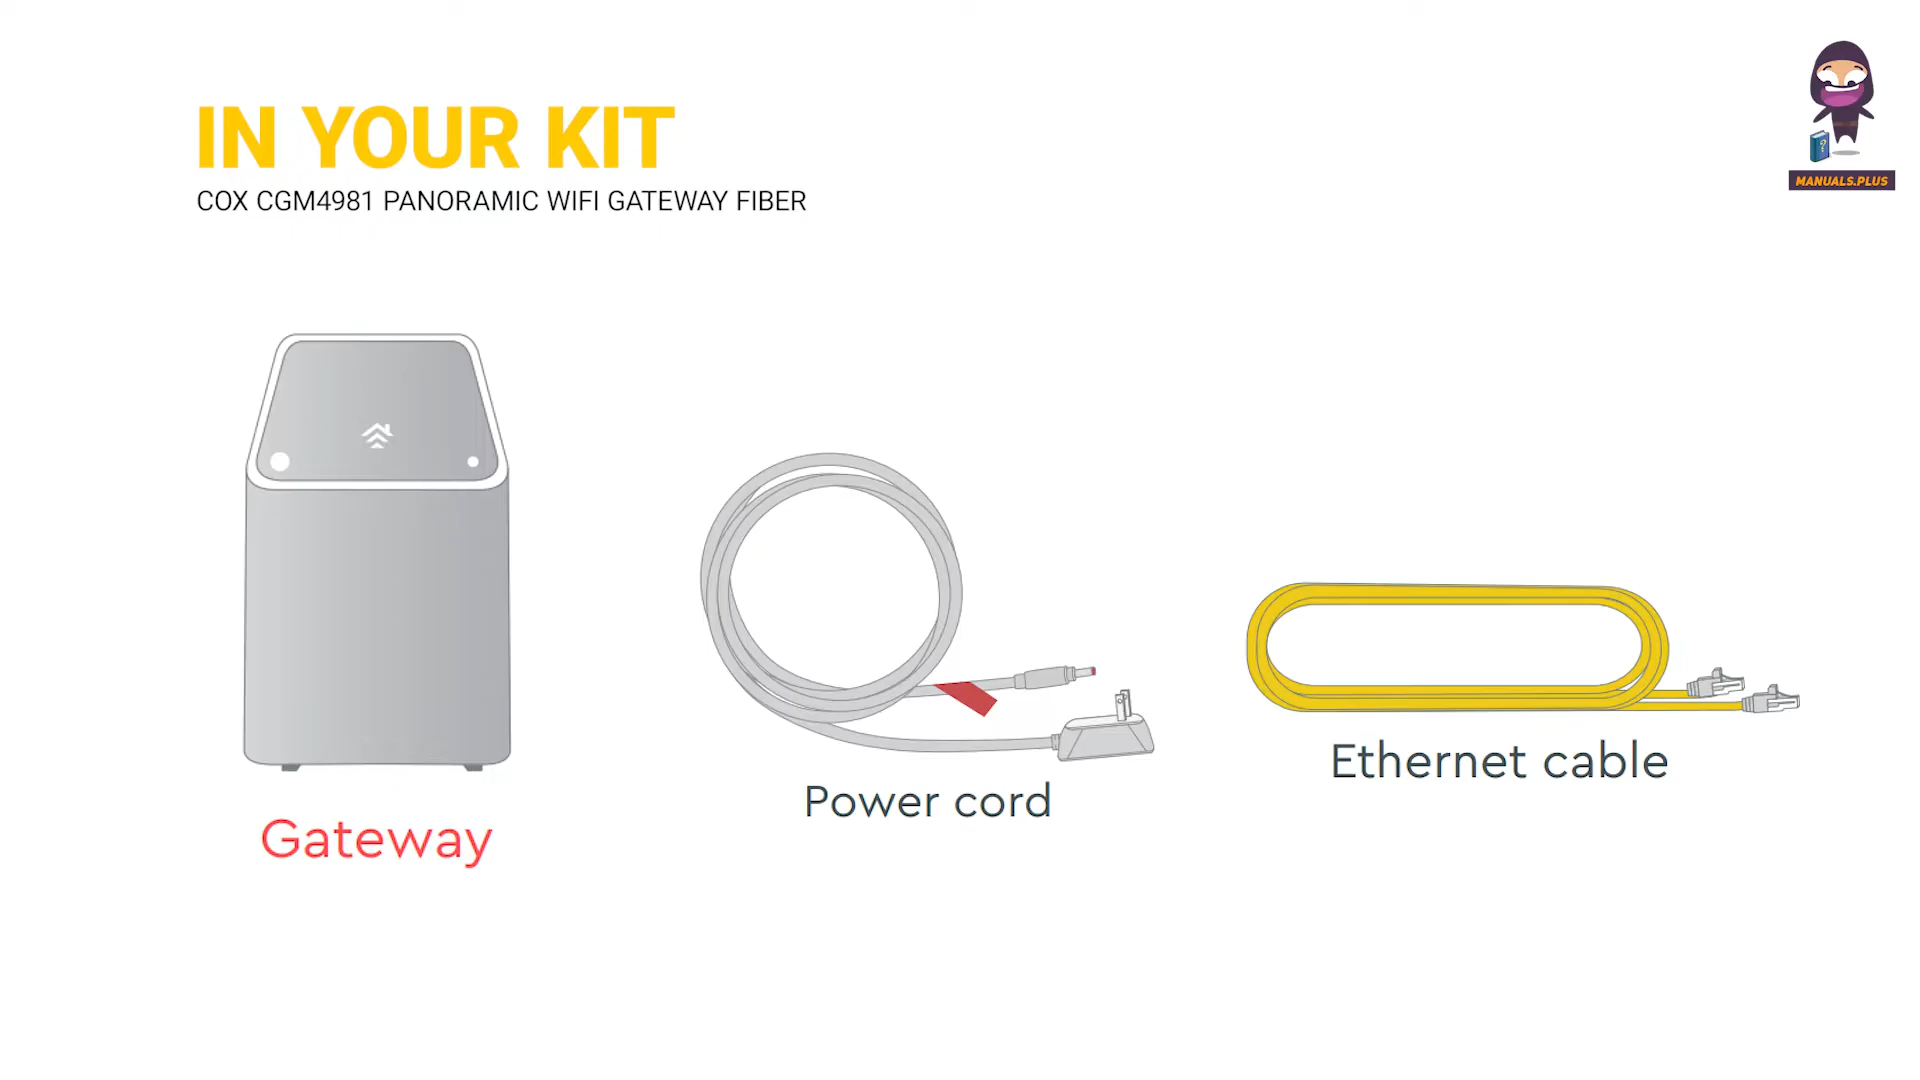 IN YOUR KIT
COX CGM4981 PANORAMIC WIFI GATEWAY FIBER
?
MANUALS.PLUS
Gateway
Power cord
Ethernet cable